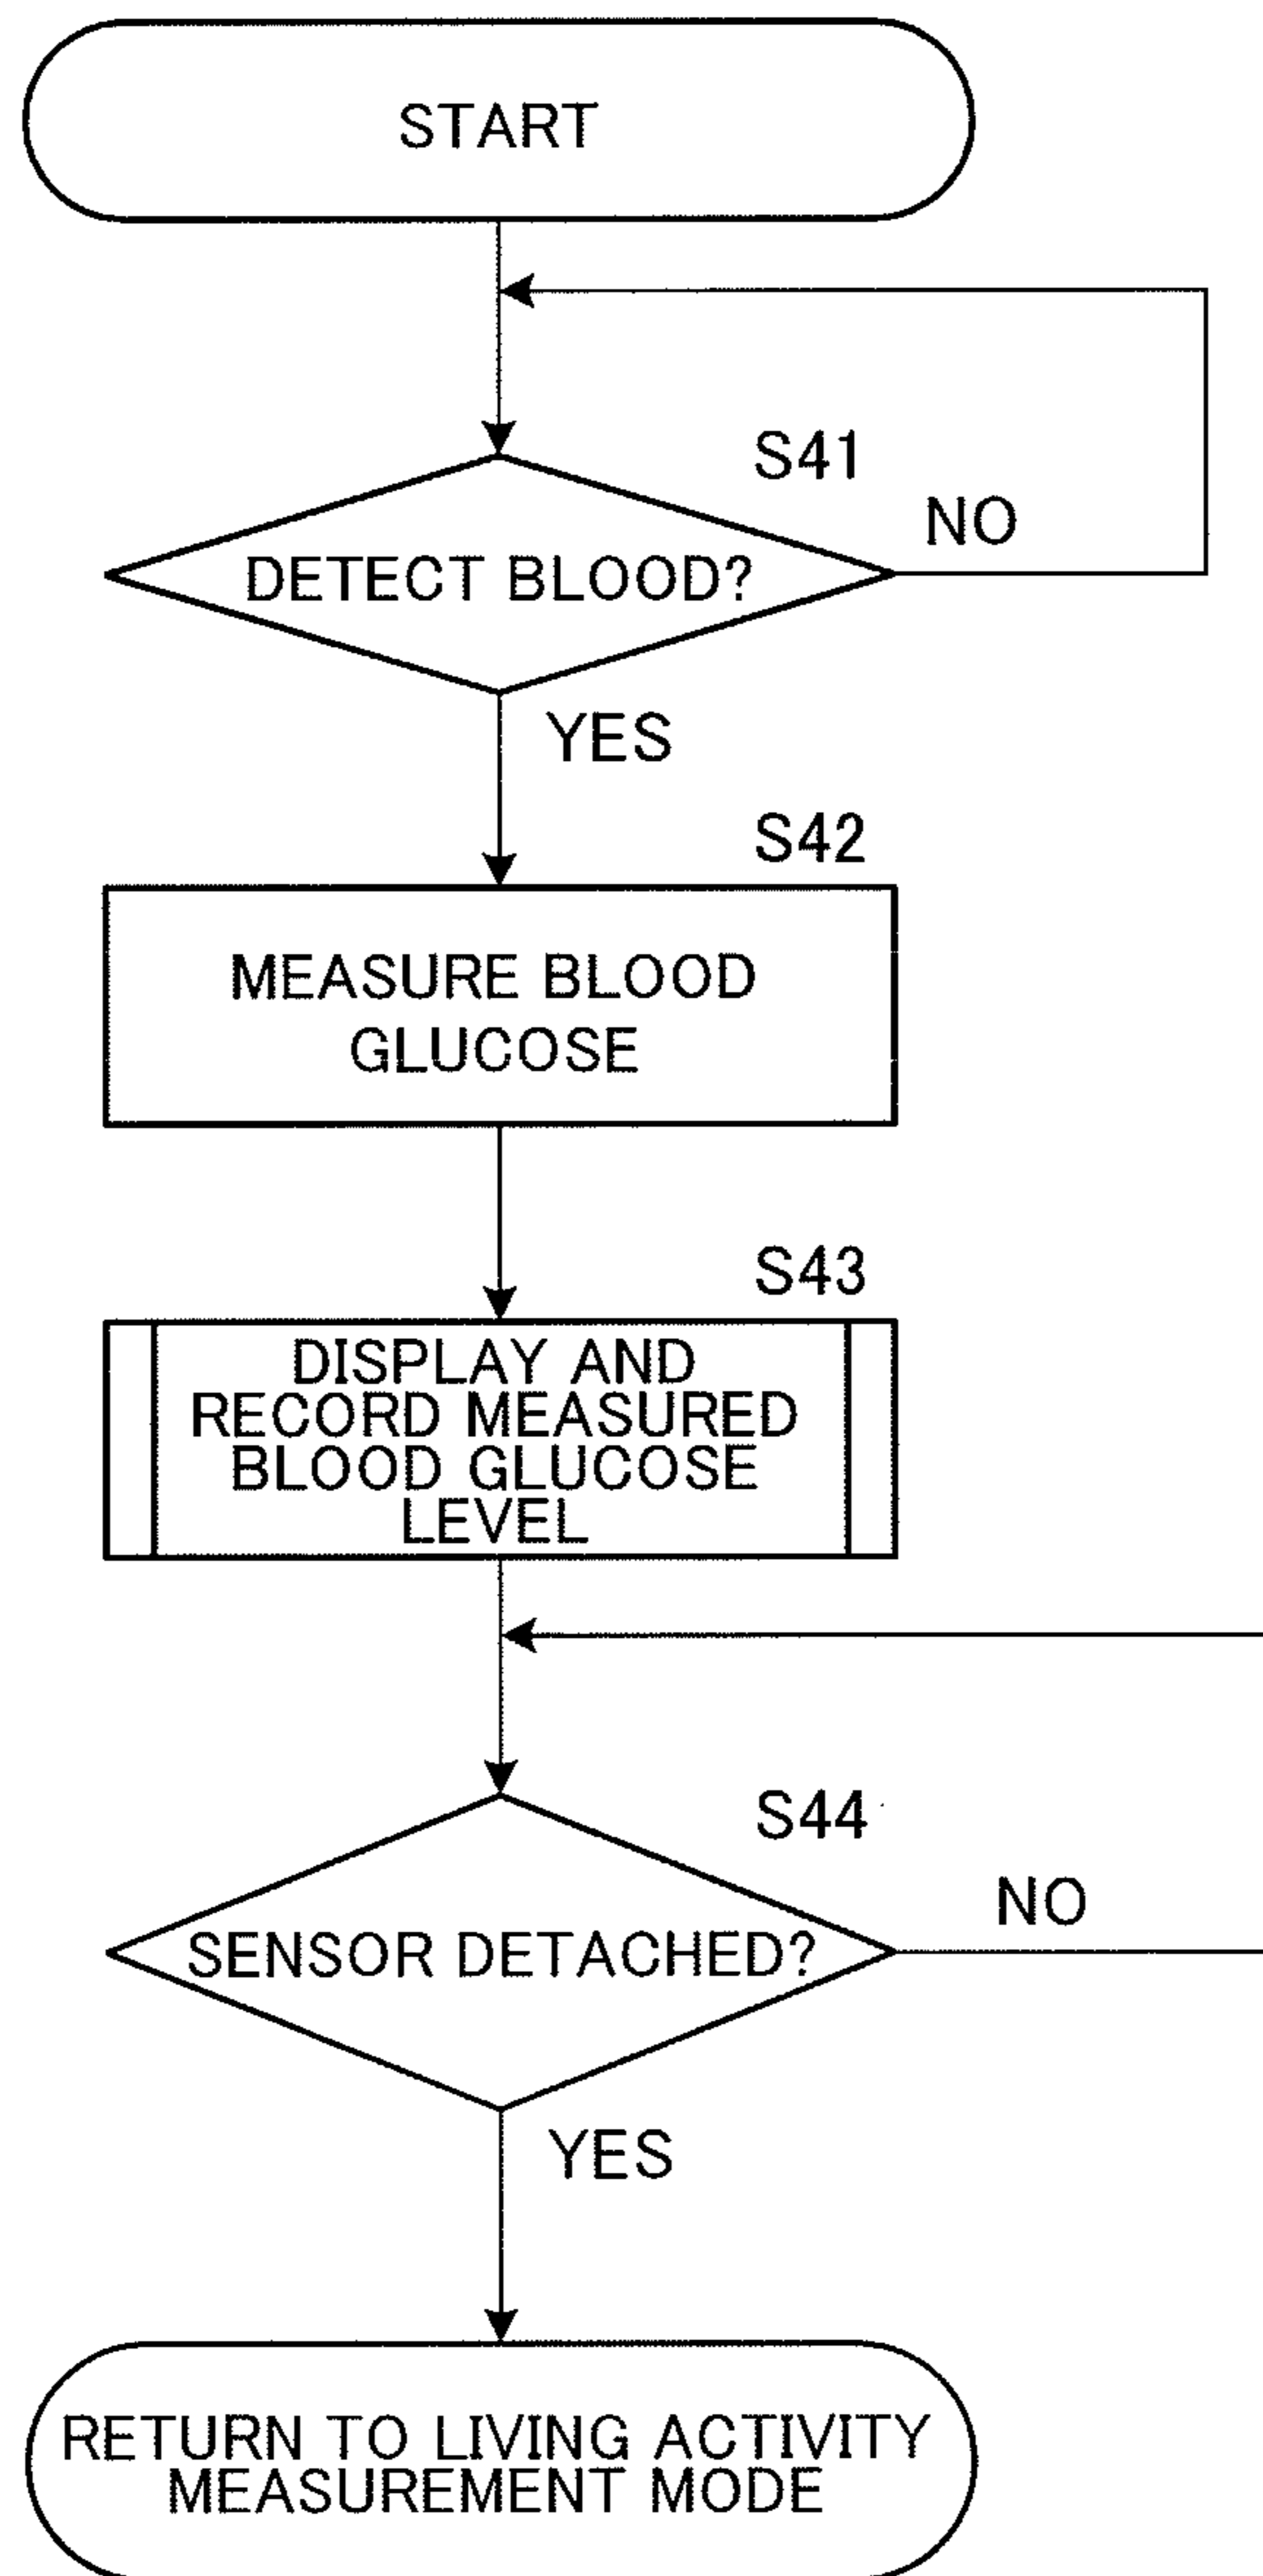 START
S41
NO
DETECT BLOOD?
YES
S42
MEASURE BLOOD
GLUCOSE
S43
DISPLAY AND
RECORD MEASURED
BLOOD GLUCOSE
LEVEL
S44
NO
SENSOR DETACHED?
YES
RETURN TO LIVING ACTIVITY
MEASUREMENT MODE